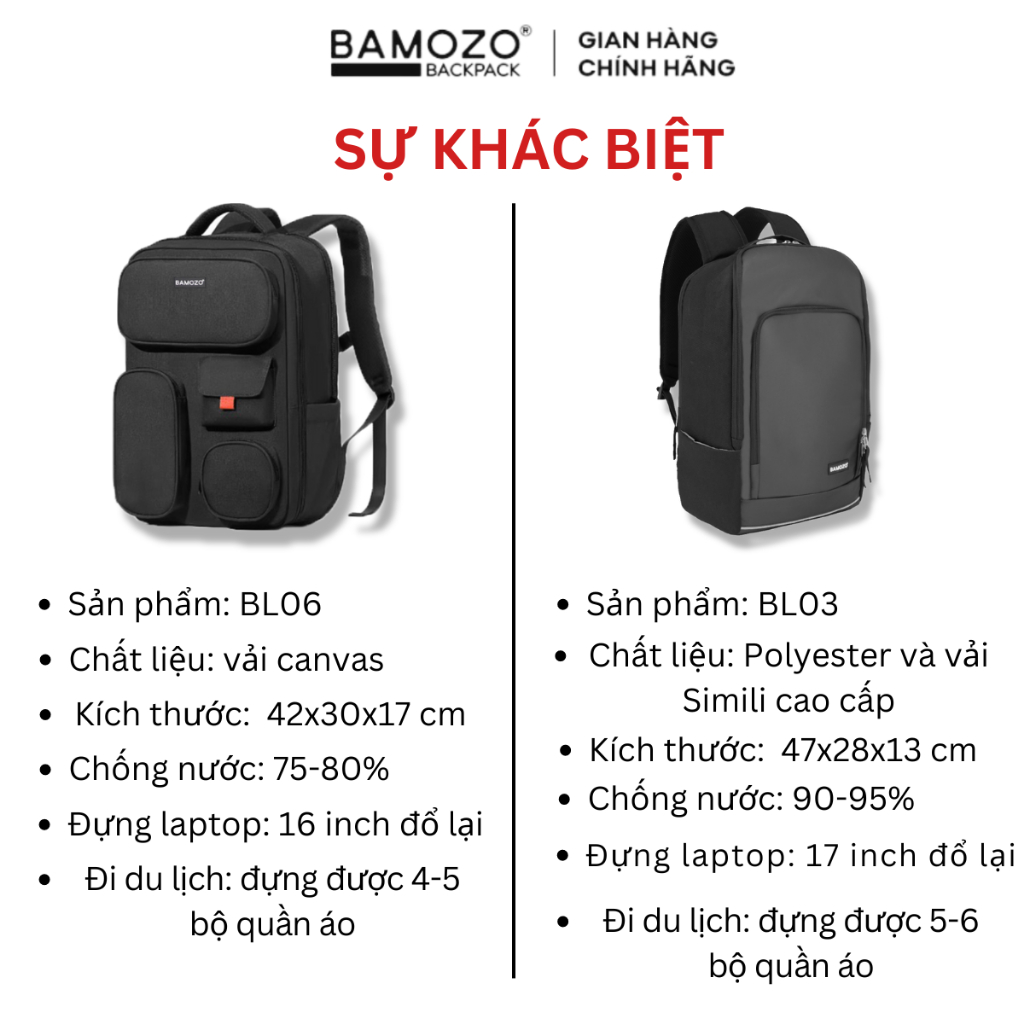 BAMOZO®
BACKPACK
GIAN HÀNG
CHÍNH HÃNG
SỰ KHÁC BIỆT
BAMOZO®
BAMOZO®
• Sản phẩm: BL06
• Chất liệu: vải canvas
• Kích thước: 42x30x17 cm
• Chống nước: 75-80%
• Đựng laptop: 16 inch đổ lại
• Đi du lịch: đựng được 4-5
bộ quần áo
• Sản phẩm: BL03
• Chất liệu: Polyester và vải
Simili cao cấp
• Kích thước: 47x28x13 cm
• Chống nước: 90-95%
• Đựng laptop: 17 inch đổ lại
• Đi du lịch: đựng được 5-6
bộ quần áo